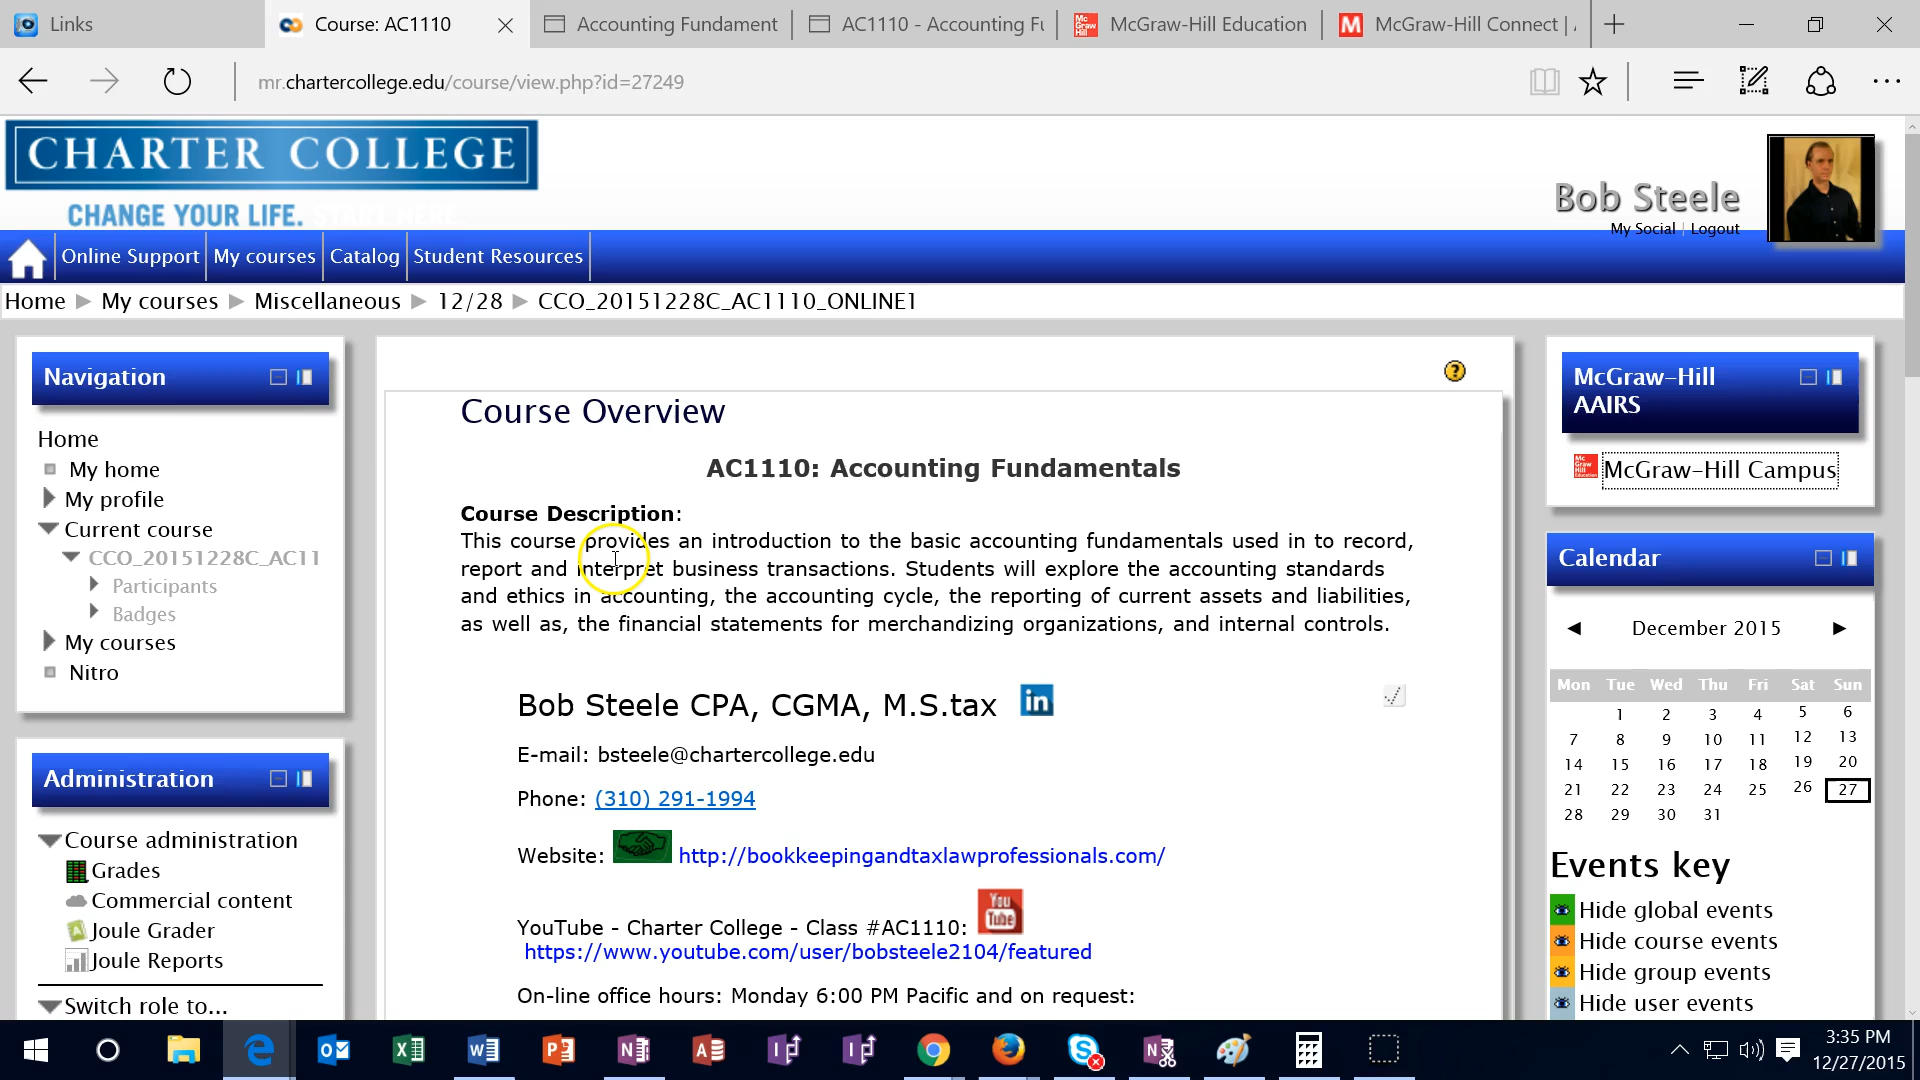 Links
Course: AC1110
Accounting Fundament
AC1110 - Accounting Fu
McGraw-Hill Education
McGraw-Hill Connect | A
mr.chartercollege.edu/course/view.php?id=27249
CHARTER COLLEGE
CHANGE YOUR LIFE. START HERE.
Bob Steele
My Social | Logout
Online Support
My courses
Catalog
Student Resources
Home ▶ My courses ▶ Miscellaneous ▶ 12/28 ▶ CCO_20151228C_AC1110_ONLINE1
Navigation
Home
My home
My profile
Current course
CCO_20151228C_AC11
Participants
Badges
My courses
Nitro
Administration
Course administration
Grades
Commercial content
Joule Grader
Joule Reports
Switch role to...
Course Overview
AC1110: Accounting Fundamentals
Course Description:
This course provides an introduction to the basic accounting fundamentals used in to record,
report and interpret business transactions. Students will explore the accounting standards
and ethics in accounting, the accounting cycle, the reporting of current assets and liabilities,
as well as, the financial statements for merchandizing organizations, and internal controls.
Bob Steele CPA, CGMA, M.S.tax in
E-mail: bsteele@chartercollege.edu
Phone: (310) 291-1994
Website: http://bookkeepingandtaxlawprofessionals.com/
YouTube - Charter College - Class #AC1110: You Tube
https://www.youtube.com/user/bobsteele2104/featured
On-line office hours: Monday 6:00 PM Pacific and on request:
McGraw-Hill
AAIRS
McGraw-Hill Campus
Calendar
◄ December 2015 ►
Mon Tue Wed Thu Fri Sat Sun
1 2 3 4 5 6
7 8 9 10 11 12 13
14 15 16 17 18 19 20
21 22 23 24 25 26 27
28 29 30 31
Events key
Hide global events
Hide course events
Hide group events
Hide user events
3:35 PM
12/27/2015